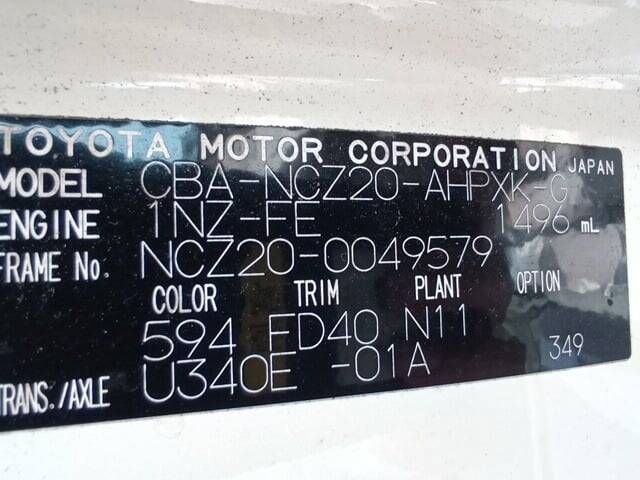 TOYOTA MOTOR CORPORATION JAPAN
MODEL CBA-NCZ20-AHPXK-G
ENGINE 1NZ-FE 1496 mL
FRAME No. NCZ20-0049579
COLOR TRIM PLANT OPTION
594 FD40 N11 349
TRANS./AXLE U340E -01A